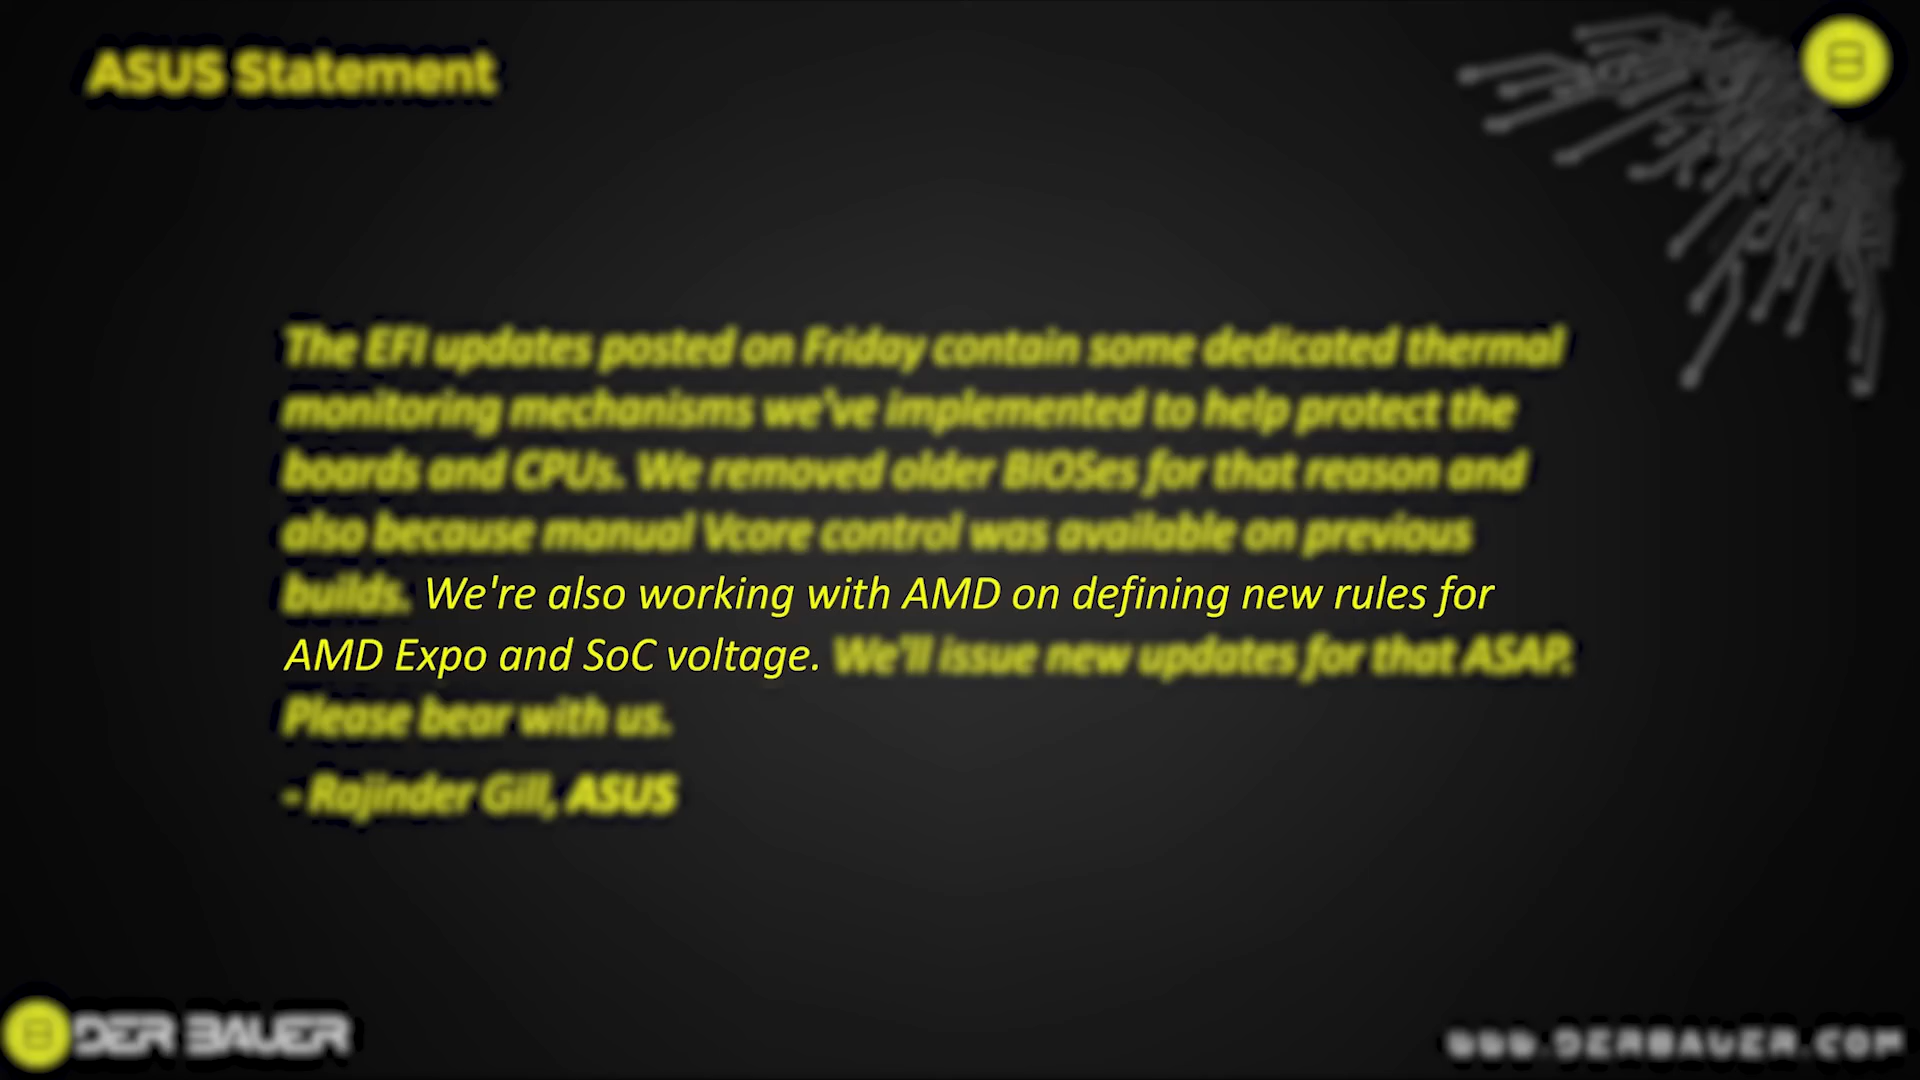 ASUS Statement
The EFI updates posted on Friday contain some dedicated thermal
monitoring mechanisms we've implemented to help protect the
boards and CPUs. We removed older BIOSes for that reason and
also because manual Vcore control was available on previous
builds. We're also working with AMD on defining new rules for
AMD Expo and SoC voltage. We'll issue new updates for that ASAP.
Please bear with us.
- Rajinder Gill, ASUS
DER BAUER
WWW.DERBAUER.COM